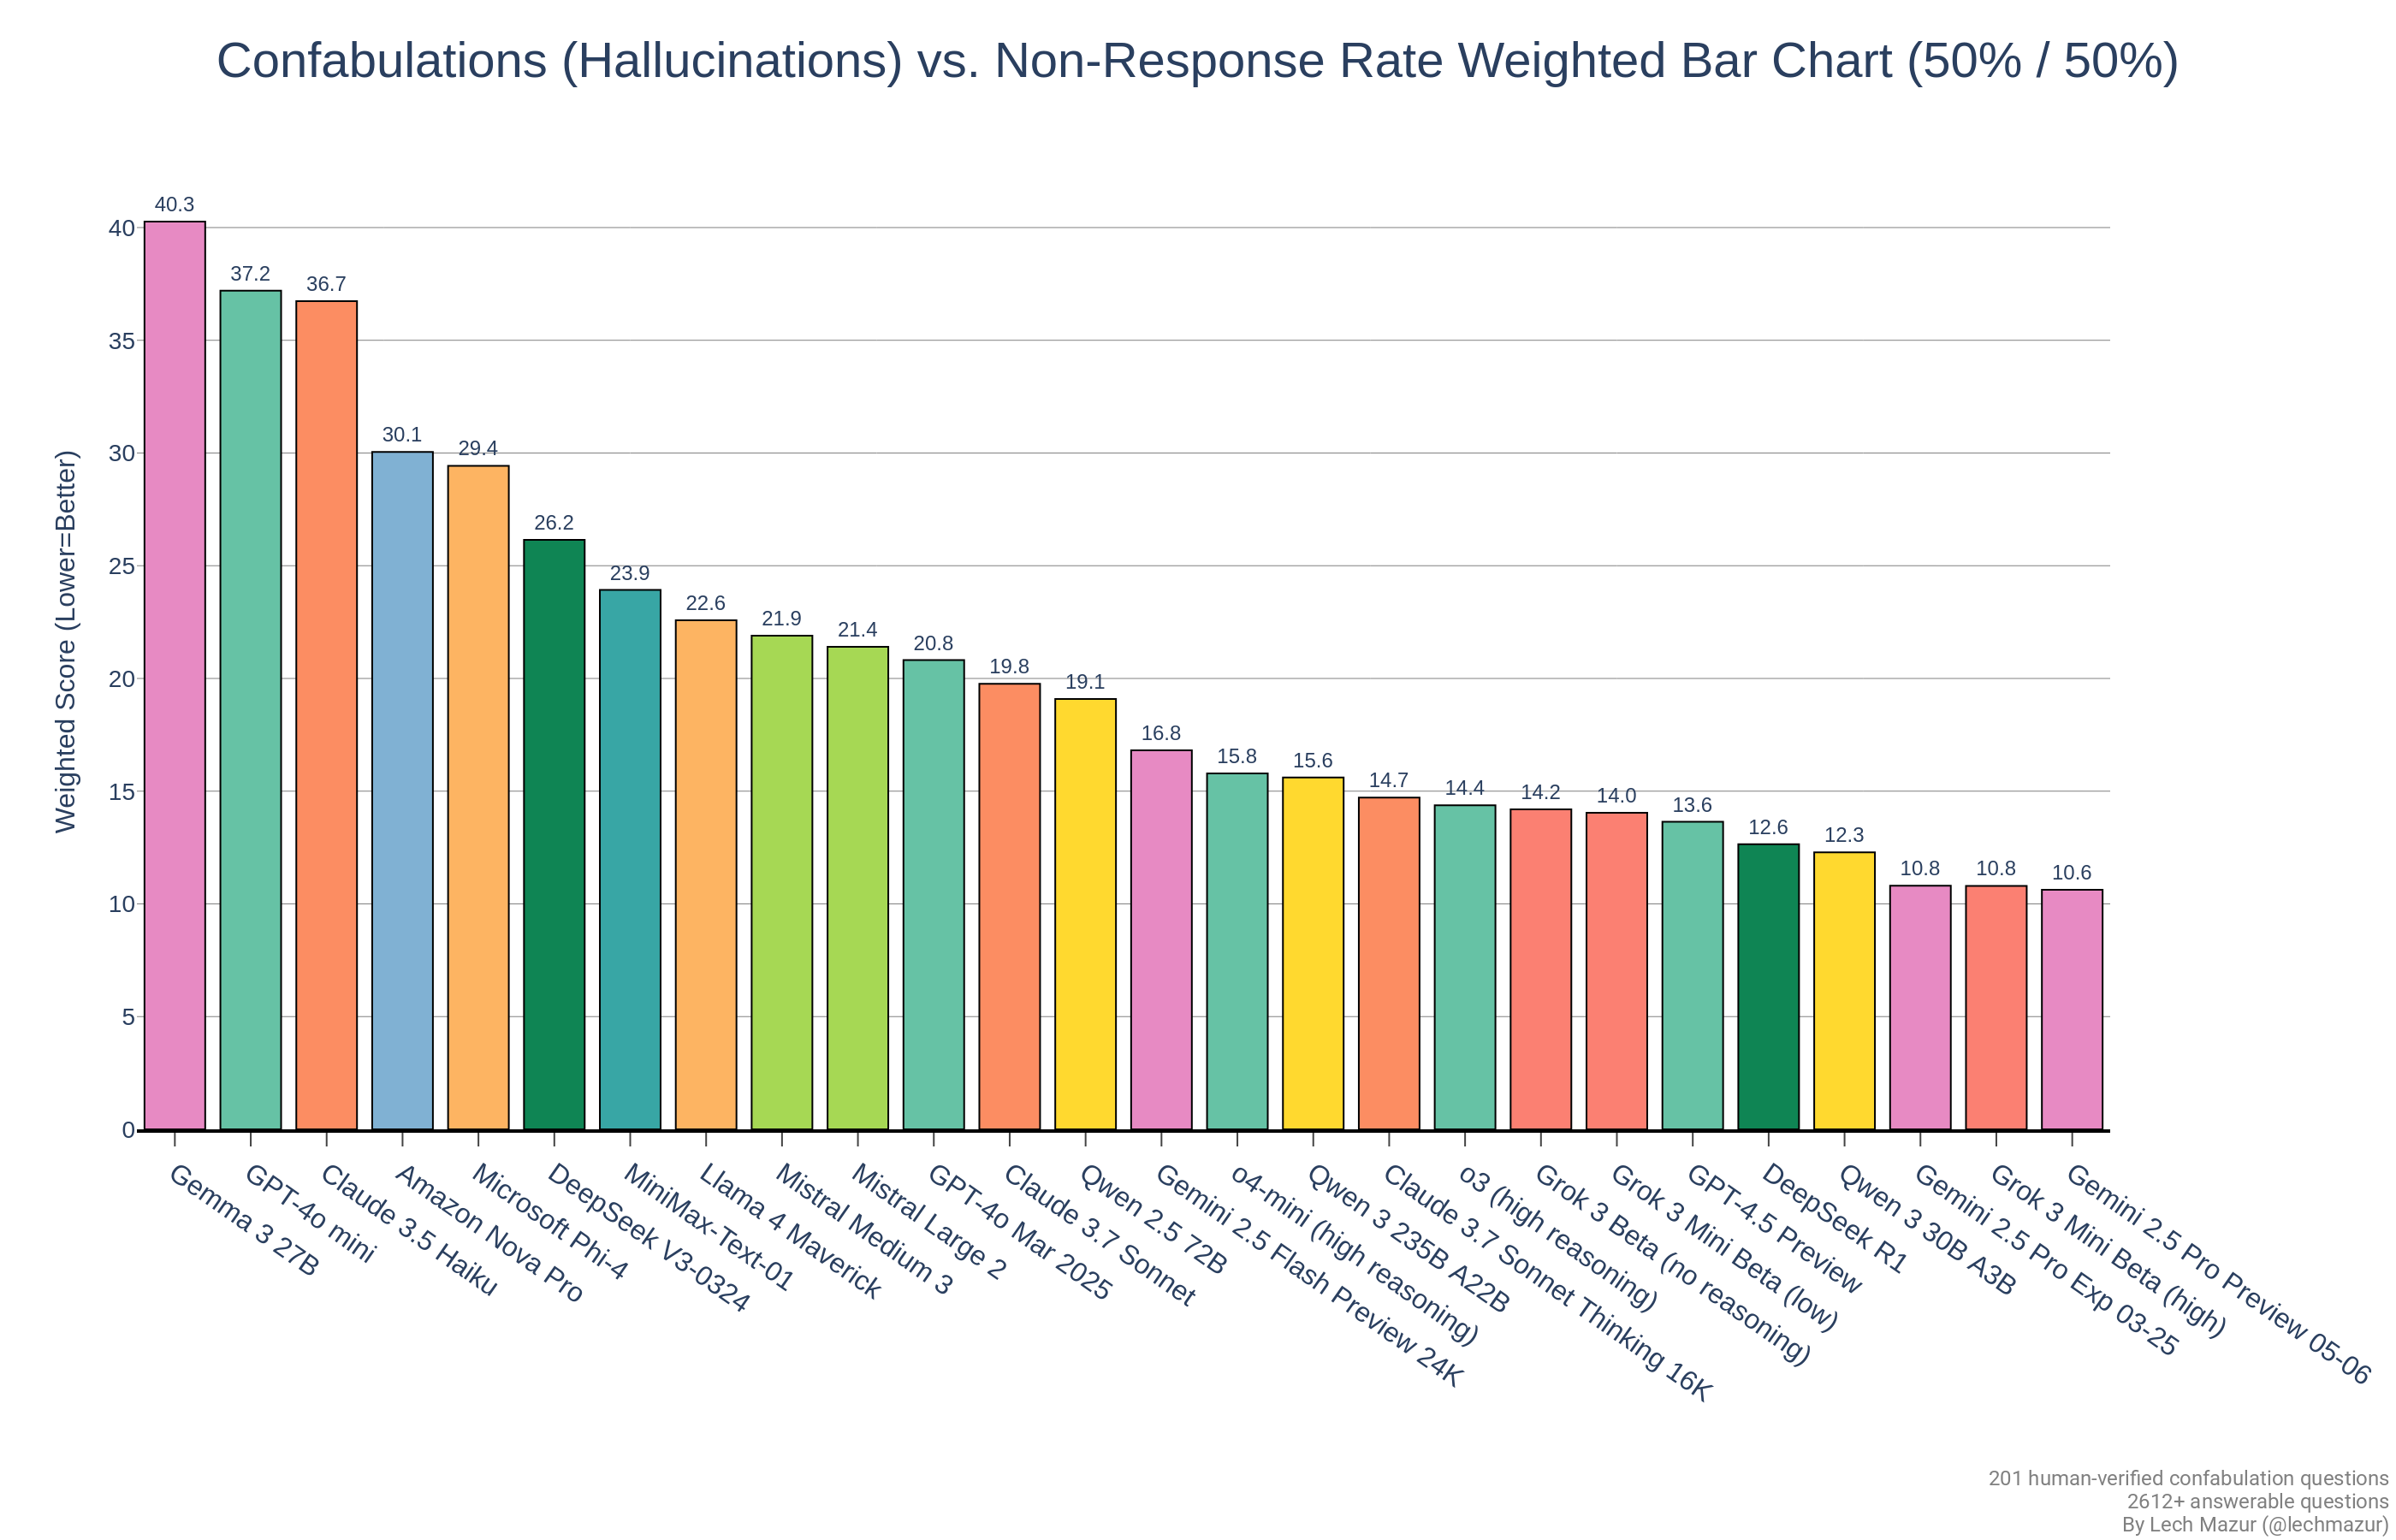 Confabulations (Hallucinations) vs. Non-Response Rate Weighted Bar Chart (50% / 50%)
Weighted Score (Lower=Better)
40
35
30
25
20
15
10
5
0
40.3
37.2
36.7
30.1
29.4
26.2
23.9
22.6
21.9
21.4
20.8
19.8
19.1
16.8
15.8
15.6
14.7
14.4
14.2
14.0
13.6
12.6
12.3
10.8
10.8
10.6
Gemma 3 27B
GPT-4o mini
Claude 3.5 Haiku
Amazon Nova Pro
Microsoft Phi-4
DeepSeek V3-0324
MiniMax-Text-01
Llama 4 Maverick
Mistral Medium 3
Mistral Large 2
GPT-4o Mar 2025
Claude 3.7 Sonnet
Qwen 2.5 72B
Gemini 2.5 Flash Preview 24K
o4-mini (high reasoning)
Qwen 3 235B A22B
Claude 3.7 Sonnet Thinking 16K
o3 (high reasoning)
Grok 3 Beta (no reasoning)
Grok 3 Mini Beta (low)
GPT-4.5 Preview
DeepSeek R1
Qwen 3 30B A3B
Gemini 2.5 Pro Exp 03-25
Grok 3 Mini Beta (high)
Gemini 2.5 Pro Preview 05-06
201 human-verified confabulation questions
2612+ answerable questions
By Lech Mazur (@lechmazur)